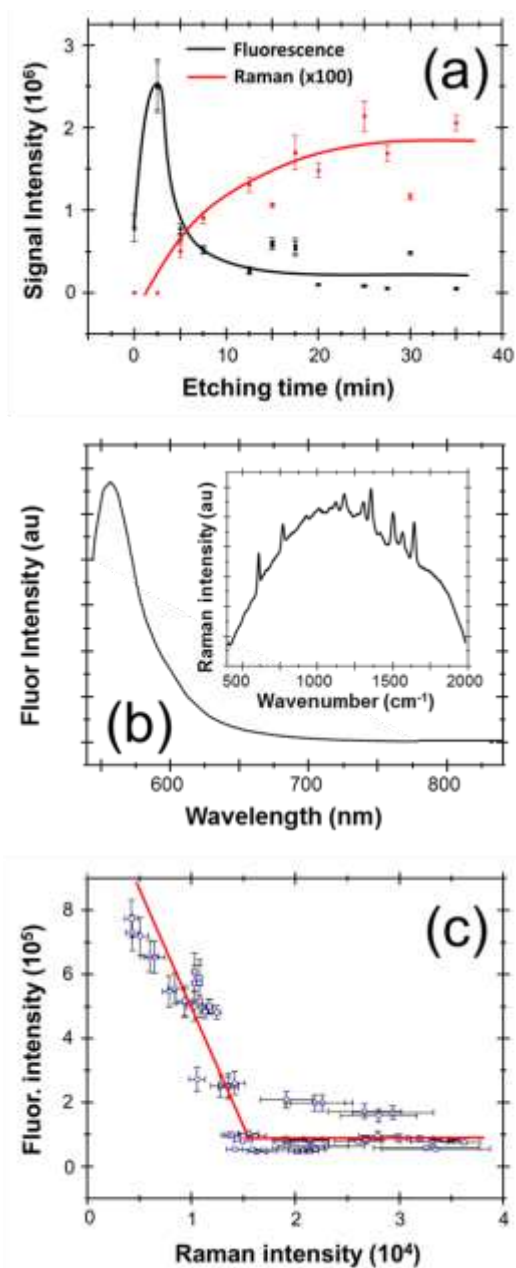 Fluorescence
Raman (x100)
(a)
3
2
1
0
Signal Intensity (10⁶)
0 10 20 30 40
Etching time (min)
Fluor Intensity (au)
Raman intensity (au)
500 1000 1500 2000
Wavenumber (cm⁻¹)
(b)
600 700 800
Wavelength (nm)
(c)
8
6
4
2
0
Fluor. intensity (10⁵)
0 1 2 3 4
Raman intensity (10⁴)